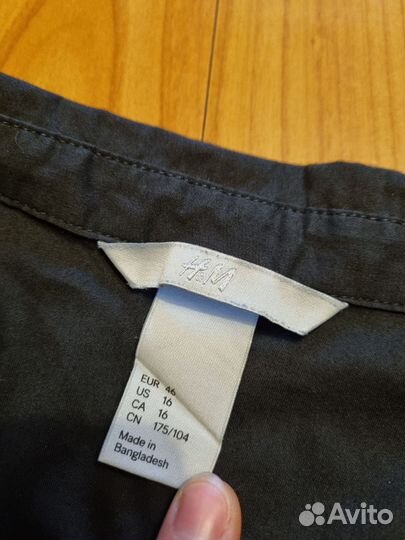 H&M
EUR 46
US 16
CA 16
CN 175/104
Made in
Bangladesh
Avito